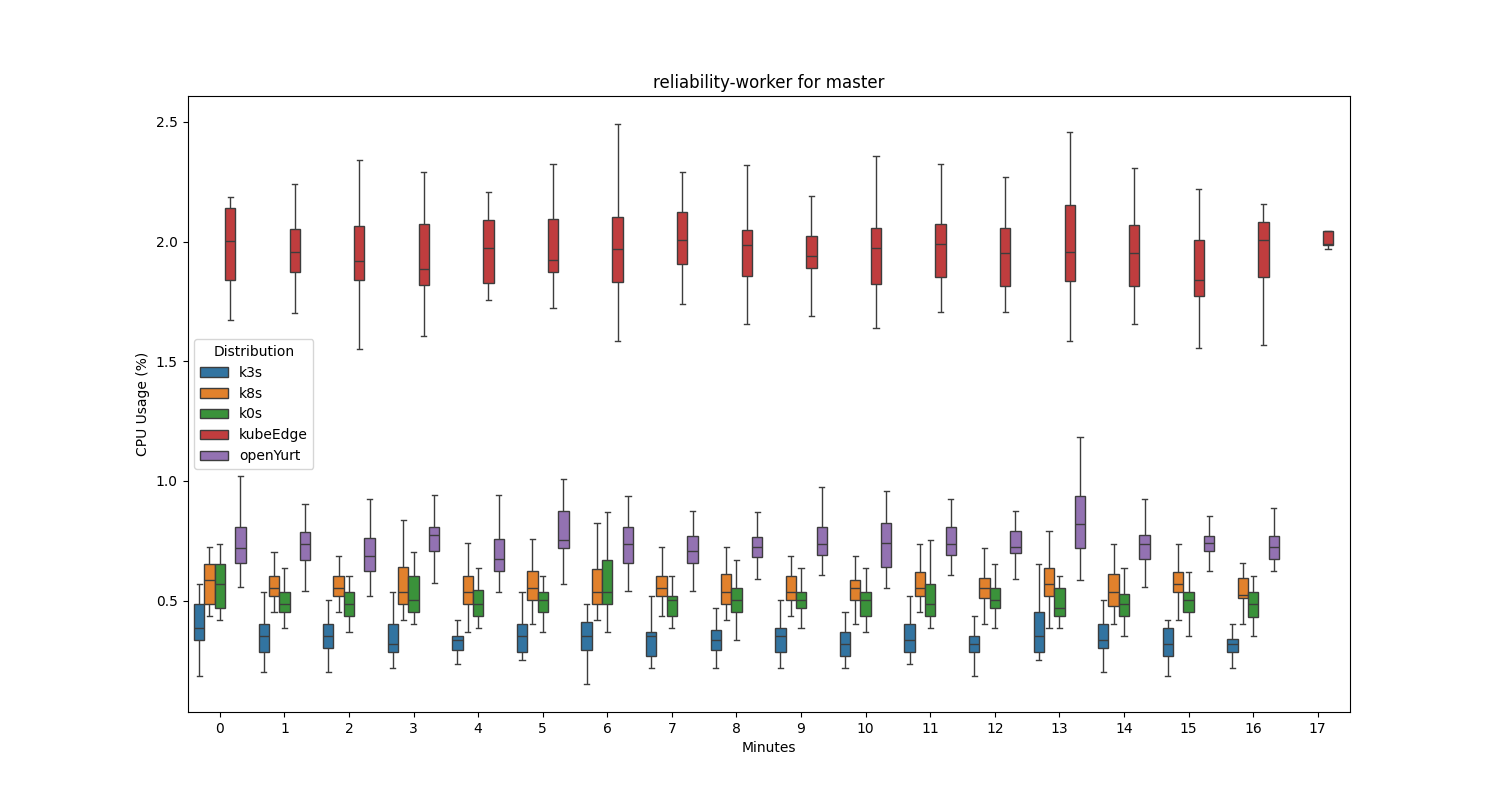 reliability-worker for master
CPU Usage (%)
2.5
2.0
1.5
1.0
0.5
Distribution
k3s
k8s
k0s
kubeEdge
openYurt
0 1 2 3 4 5 6 7 8 9 10 11 12 13 14 15 16 17
Minutes